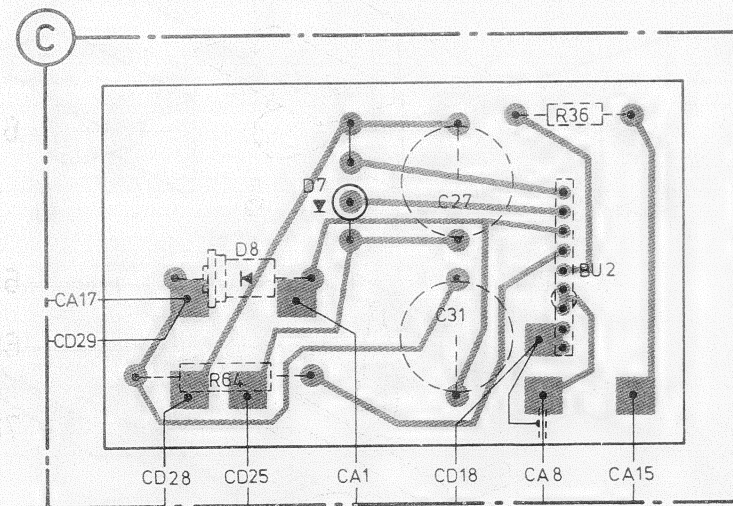 C
R36
D7
C27
D8
BU2
CA17
C31
CD29
R64
CD28 CD25 CA1 CD18 CA8 CA15